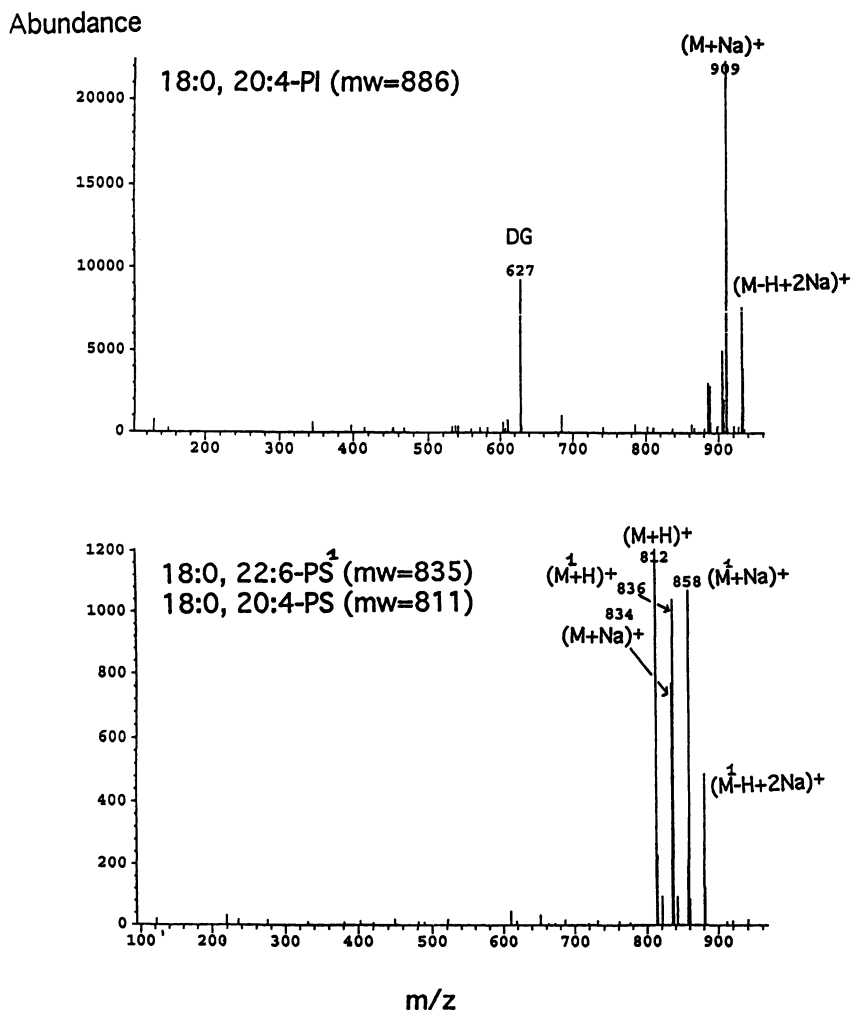 Abundance
(M+Na)+
909
18:0, 20:4-PI (mw=886)
20000
15000
DG
627
10000
(M-H+2Na)+
5000
0
200 300 400 500 600 700 800 900
(M+H)+
1200
812
18:0, 22:6-PS¹ (mw=835)
(M¹+H)+
858 (M¹+Na)+
836
18:0, 20:4-PS (mw=811)
1000
834
(M+Na)+
800
(M¹-H+2Na)+
600
400
200
0
100 200 300 400 500 600 700 800 900
m/z